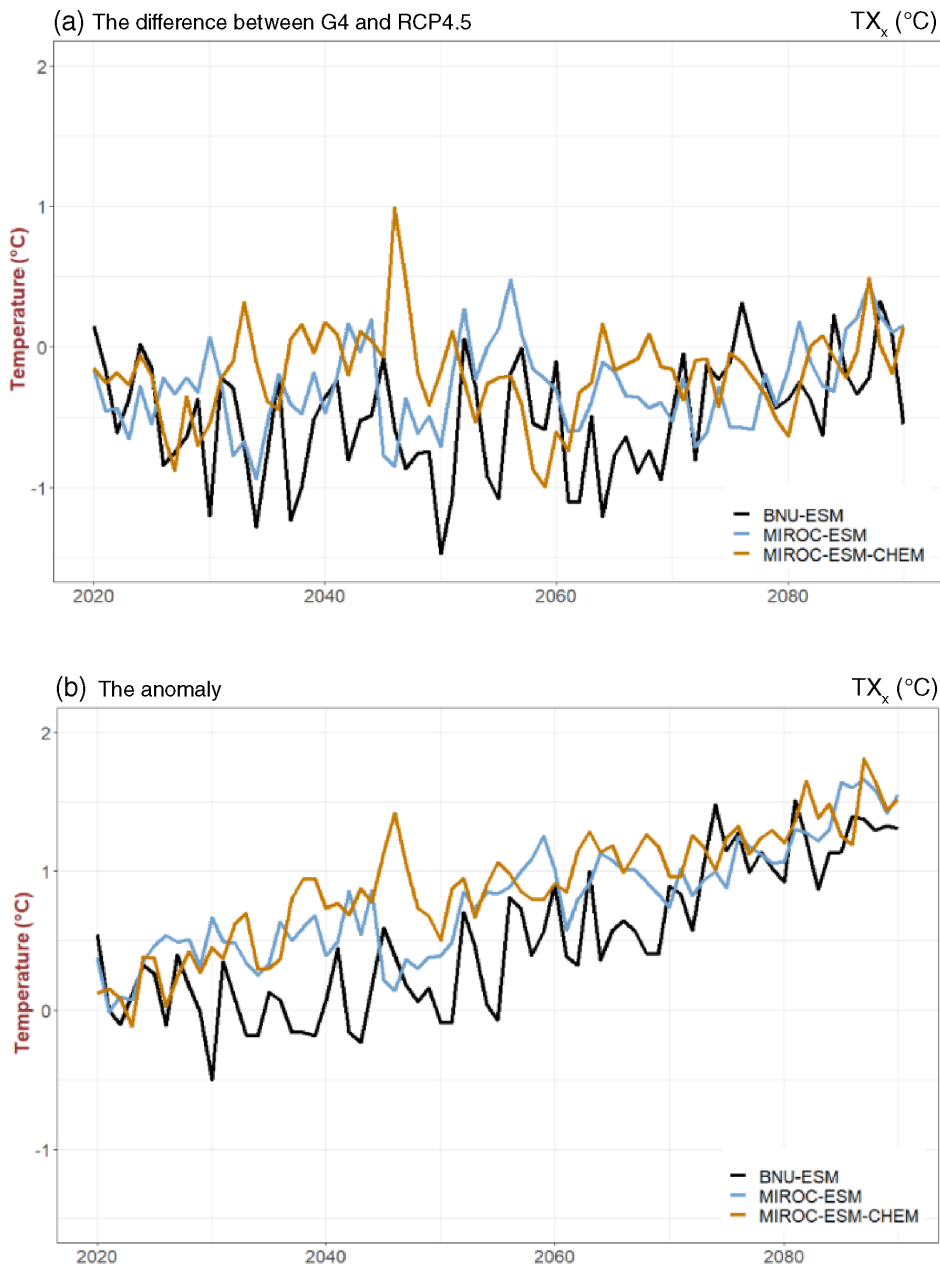 (a) The difference between G4 and RCP4.5 TXx (°C)
2
1
0
-1
Temperature (°C)
BNU-ESM
MIROC-ESM
MIROC-ESM-CHEM
2020 2040 2060 2080
(b) The anomaly TXx (°C)
2
1
0
-1
Temperature (°C)
BNU-ESM
MIROC-ESM
MIROC-ESM-CHEM
2020 2040 2060 2080